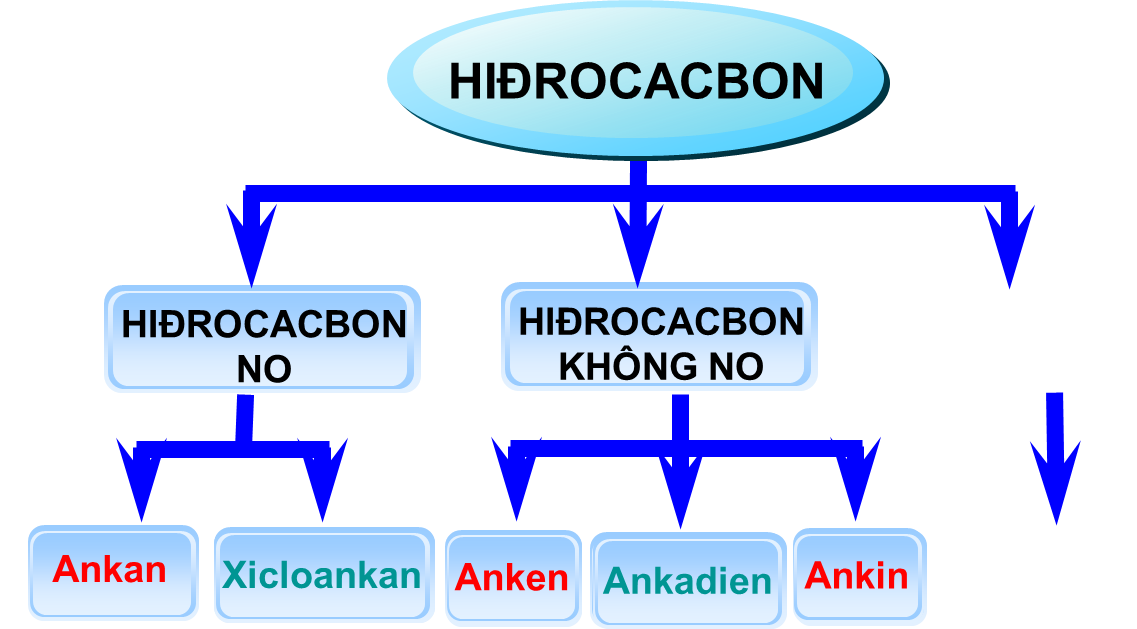 HIĐROCACBON
HIĐROCACBON
NO
HIĐROCACBON
KHÔNG NO
Ankan
Xicloankan
Anken
Ankadien
Ankin